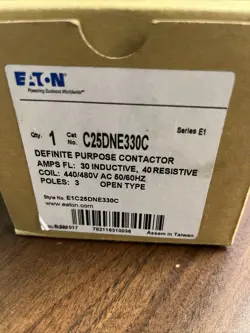 EATON
Powering Business Worldwide
Qty. 1 Cat No. C25DNE330C Series E1
DEFINITE PURPOSE CONTACTOR
AMPS FL: 30 INDUCTIVE, 40 RESISTIVE
COIL: 440/480V AC 50/60HZ
POLES: 3 OPEN TYPE
Style No. E1C25DNE330C
www.eaton.com
Assem in Taiwan